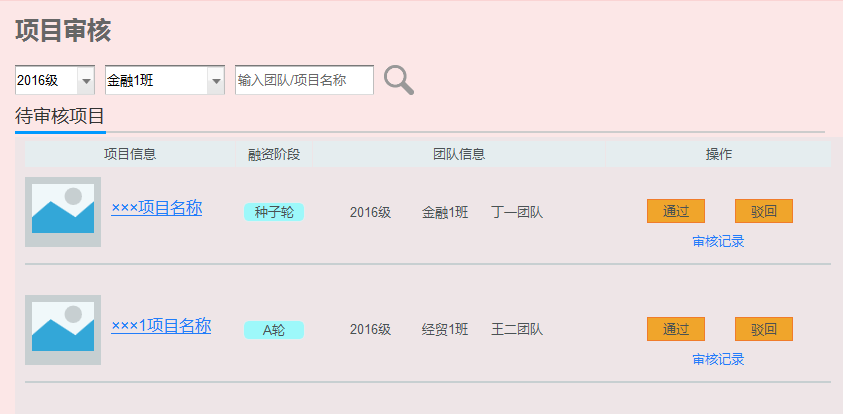 项目审核
2016级 金融1班 输入团队/项目名称
待审核项目
项目信息 融资阶段 团队信息 操作
×××项目名称 种子轮 2016级 金融1班 丁一团队 通过 驳回
审核记录
×××1项目名称 A轮 2016级 经贸1班 王二团队 通过 驳回
审核记录